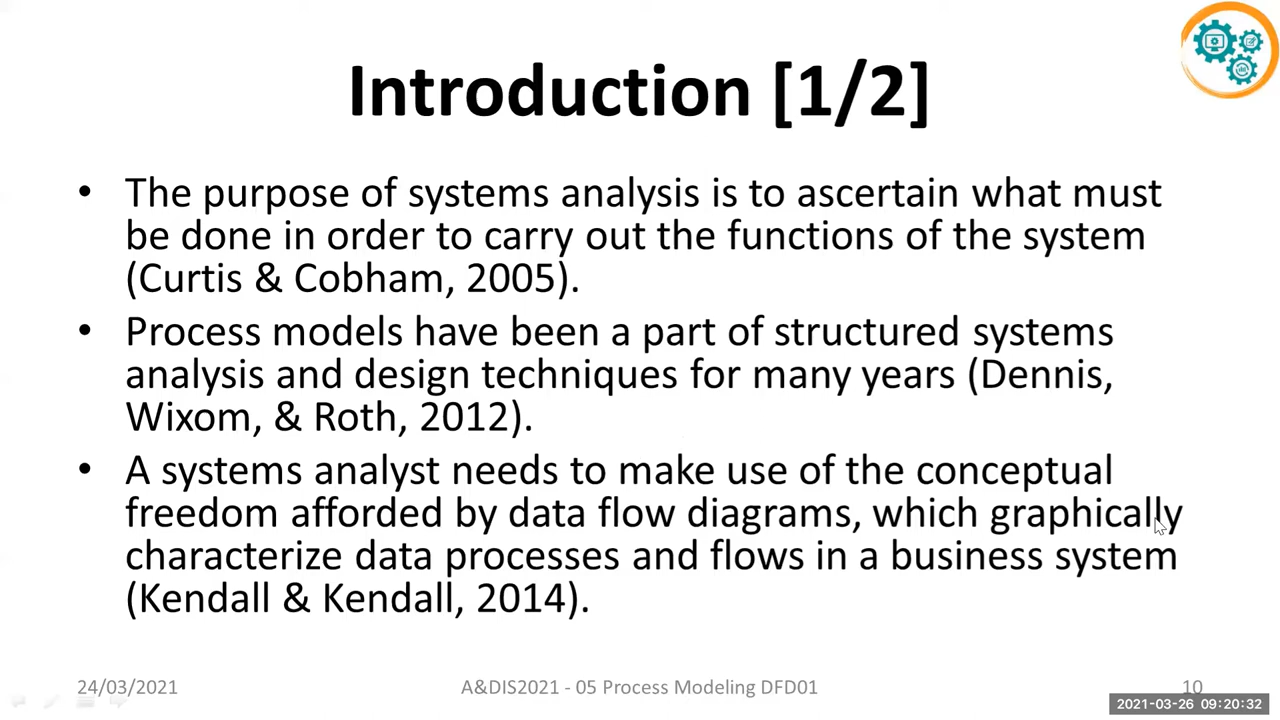 Introduction [1/2]
• The purpose of systems analysis is to ascertain what must
be done in order to carry out the functions of the system
(Curtis & Cobham, 2005).
• Process models have been a part of structured systems
analysis and design techniques for many years (Dennis,
Wixom, & Roth, 2012).
• A systems analyst needs to make use of the conceptual
freedom afforded by data flow diagrams, which graphically
characterize data processes and flows in a business system
(Kendall & Kendall, 2014).
24/03/2021 A&DIS2021 - 05 Process Modeling DFD01 10
2021-03-26 09:20:32